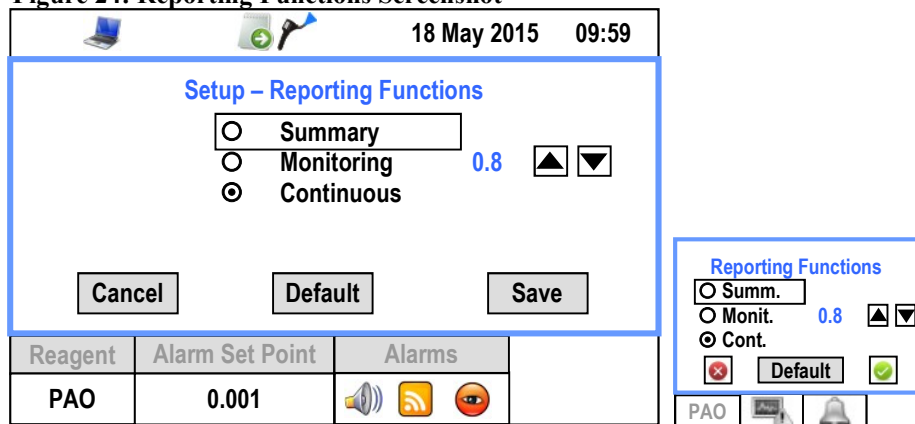 Figure 24: Reporting Functions Screenshot
18 May 2015 09:59
Setup – Reporting Functions
Summary
Monitoring 0.8
Continuous
Cancel Default Save
Reagent Alarm Set Point Alarms
PAO 0.001
Reporting Functions
Summ.
Monit. 0.8
Cont.
Default
PAO